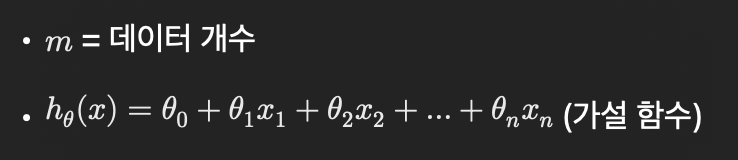 • m = 데이터 개수
• hθ(x) = θ0 + θ1x1 + θ2x2 + ... + θnxn (가설 함수)